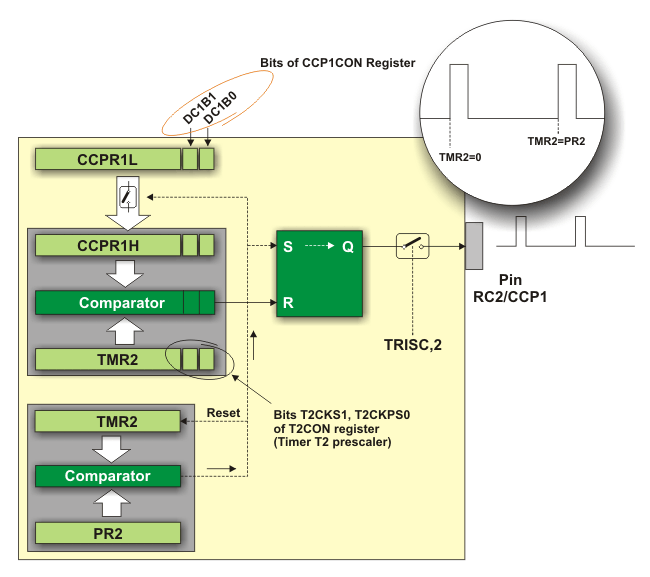 Bits of CCP1CON Register
DC1B1
DC1B0
TMR2=0
TMR2=PR2
CCPR1L
CCPR1H
Comparator
TMR2
S
Q
R
TRISC,2
Pin
RC2/CCP1
Bits T2CKS1, T2CKPS0
of T2CON register
(Timer T2 prescaler)
Reset
TMR2
Comparator
PR2